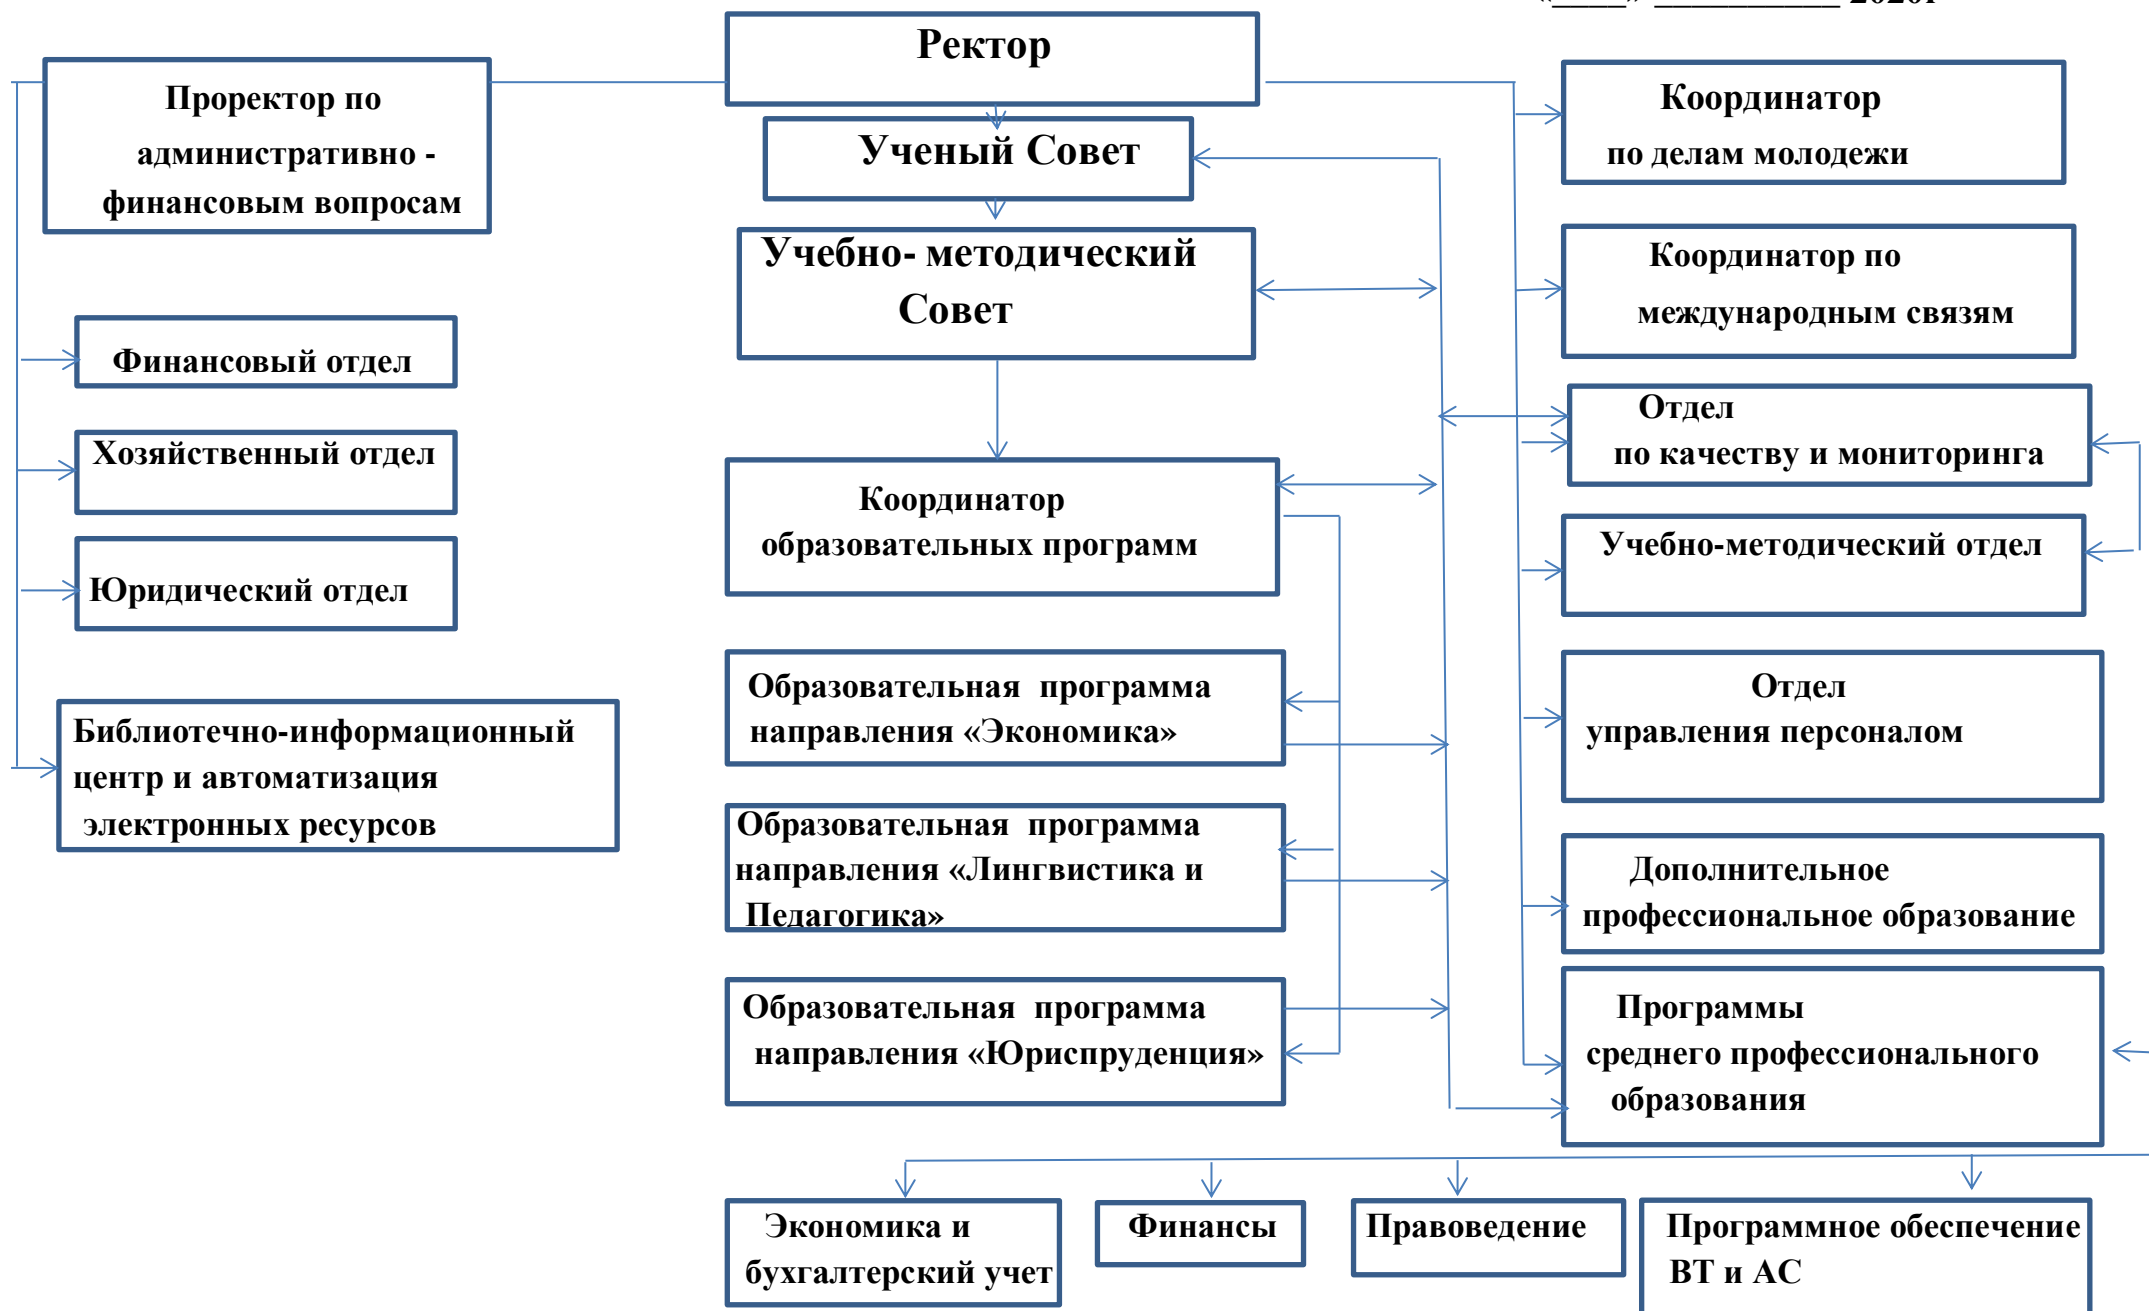 Ректор
Проректор по
административно -
финансовым вопросам
Ученый Совет
Учебно- методический
Совет
Координатор
по делам молодежи
Координатор по
международным связям
Финансовый отдел
Хозяйственный отдел
Юридический отдел
Библиотечно-информационный
центр и автоматизация
электронных ресурсов
Координатор
образовательных программ
Образовательная программа
направления «Экономика»
Образовательная программа
направления «Лингвистика и
Педагогика»
Образовательная программа
направления «Юриспруденция»
Отдел
по качеству и мониторинга
Учебно-методический отдел
Отдел
управления персоналом
Дополнительное
профессиональное образование
Программы
среднего профессионального
образования
Экономика и
бухгалтерский учет
Финансы
Правоведение
Программное обеспечение
ВТ и АС